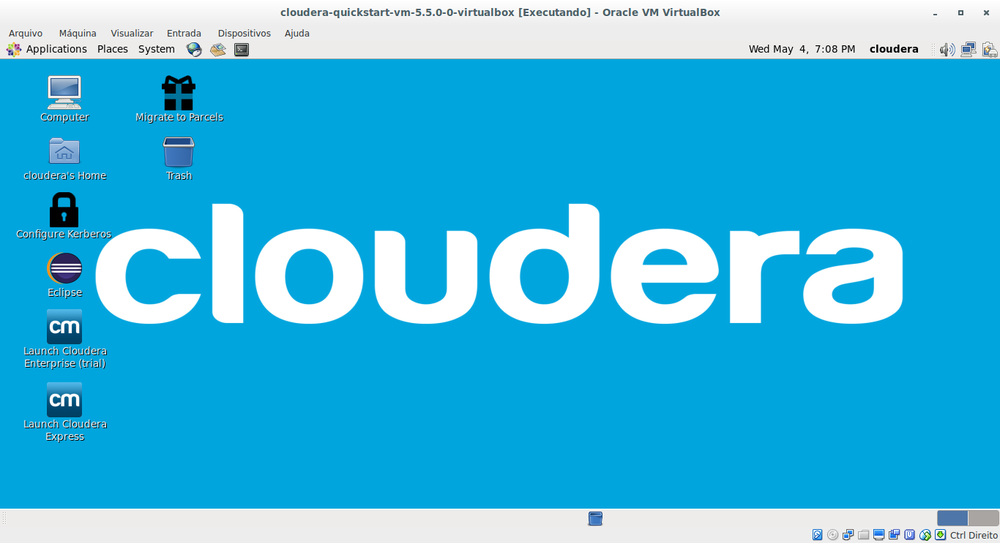 cloudera-quickstart-vm-5.5.0-0-virtualbox [Executando] - Oracle VM VirtualBox
Arquivo Máquina Visualizar Entrada Dispositivos Ajuda
Applications Places System Wed May 4, 7:08 PM cloudera
Computer
Migrate to Parcels
cloudera's Home
Trash
Configure Kerberos
cloudera
Eclipse
cm
Launch Cloudera
Enterprise (trial)
cm
Launch Cloudera
Express
Ctrl Direito